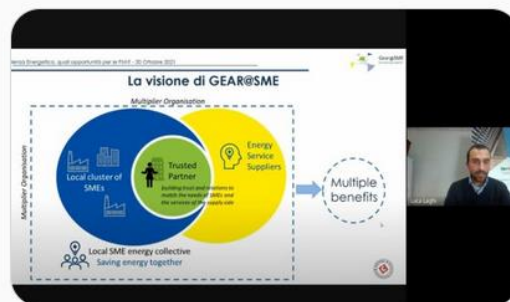 La visione di GEAR@SME
Multiplier Organisation
Multiplier Organisation
Local cluster of
SMEs
Trusted
Partner
building trust and relations to
match the needs of SMEs and
the services of the supply side
Energy
Service
Suppliers
Multiple
benefits
Local SME energy collective
Saving energy together